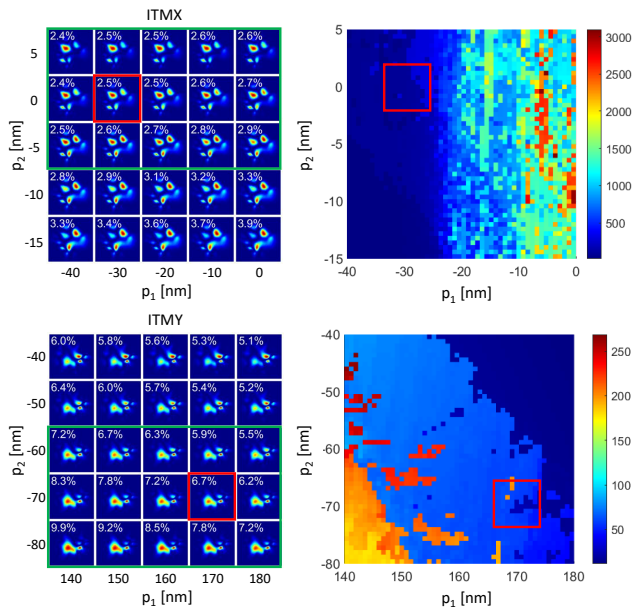 ITMX
p2 [nm]
5
2.4% 2.5% 2.5% 2.5% 2.6%
0
2.4% 2.5% 2.5% 2.6% 2.7%
-5
2.5% 2.6% 2.7% 2.8% 2.9%
-10
2.8% 2.9% 3.1% 3.2% 3.3%
-15
3.3% 3.4% 3.6% 3.7% 3.9%
-40 -30 -20 -10 0
p1 [nm]
p2 [nm]
5
0
-5
-10
-15
-40 -30 -20 -10 0
p1 [nm]
3000
2500
2000
1500
1000
500
ITMY
p2 [nm]
-40
6.0% 5.8% 5.6% 5.3% 5.1%
-50
6.4% 6.0% 5.7% 5.4% 5.2%
-60
7.2% 6.7% 6.3% 5.9% 5.5%
-70
8.3% 7.8% 7.2% 6.7% 6.2%
-80
9.9% 9.2% 8.5% 7.8% 7.2%
140 150 160 170 180
p1 [nm]
p2 [nm]
-40
-50
-60
-70
-80
140 150 160 170 180
p1 [nm]
250
200
150
100
50